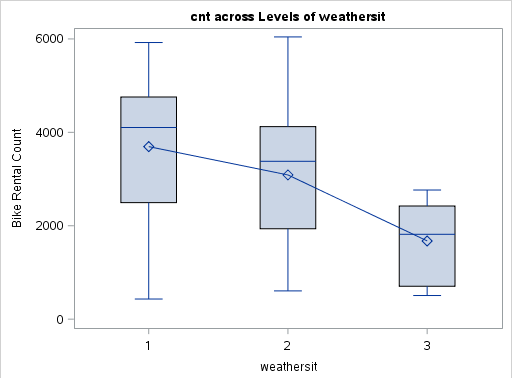 cnt across Levels of weathersit
6000
4000
2000
0
Bike Rental Count
1 2 3
weathersit